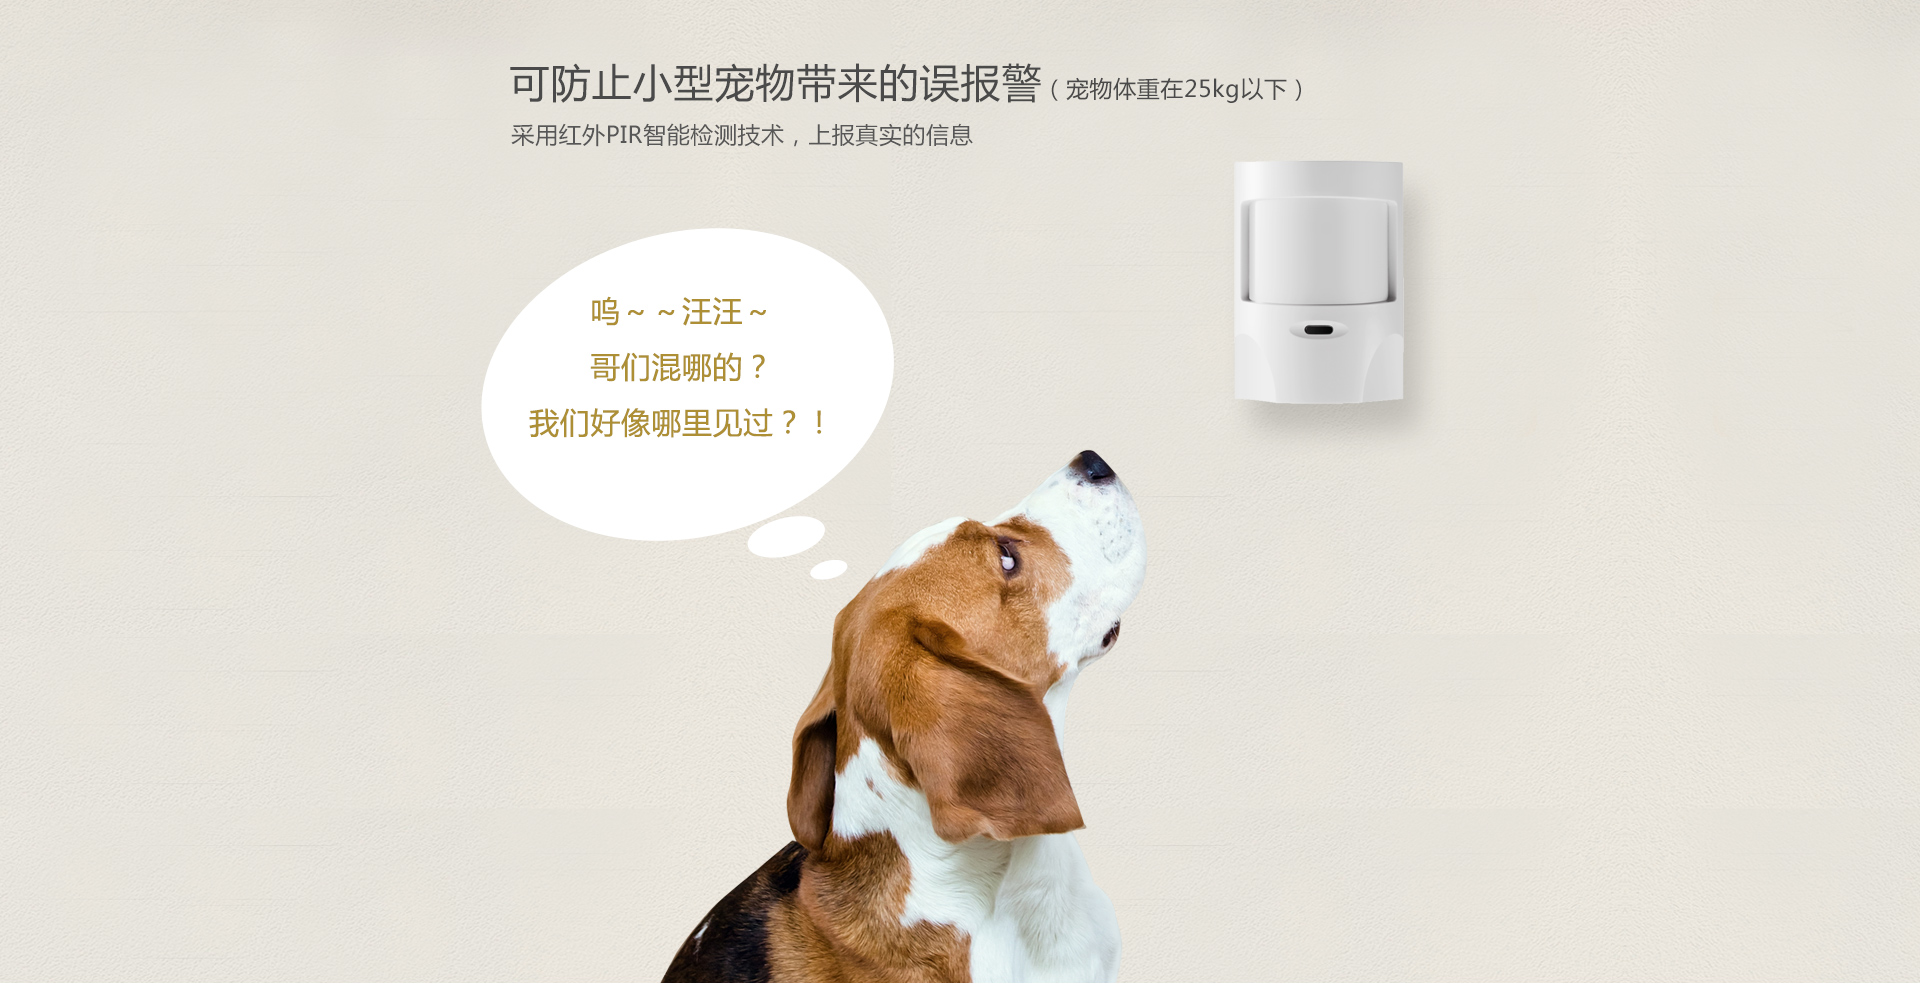 可防止小型宠物带来的误报警（宠物体重在25kg以下）
采用红外PIR智能检测技术，上报真实的信息
呜～～汪汪～
哥们混哪的？
我们好像哪里见过？！